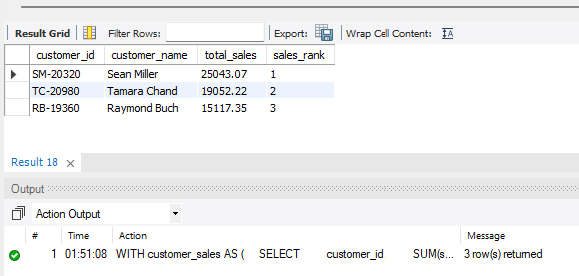 Result Grid Filter Rows: Export: Wrap Cell Content:
customer_id customer_name total_sales sales_rank
SM-20320 Sean Miller 25043.07 1
TC-20980 Tamara Chand 19052.22 2
RB-19360 Raymond Buch 15117.35 3
Result 18
Output
Action Output
# Time Action Message
1 01:51:08 WITH customer_sales AS ( SELECT customer_id SUM(s... 3 row(s) returned